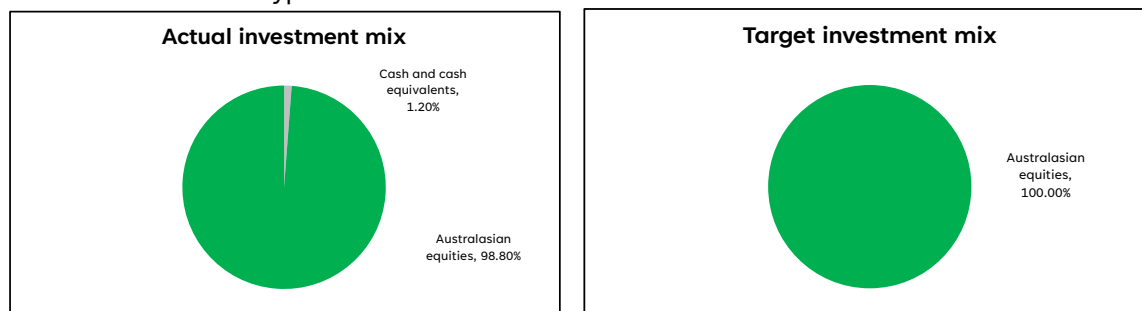 Actual investment mix
Cash and cash
equivalents,
1.20%
Australasian
equities, 98.80%
Target investment mix
Australasian
equities,
100.00%